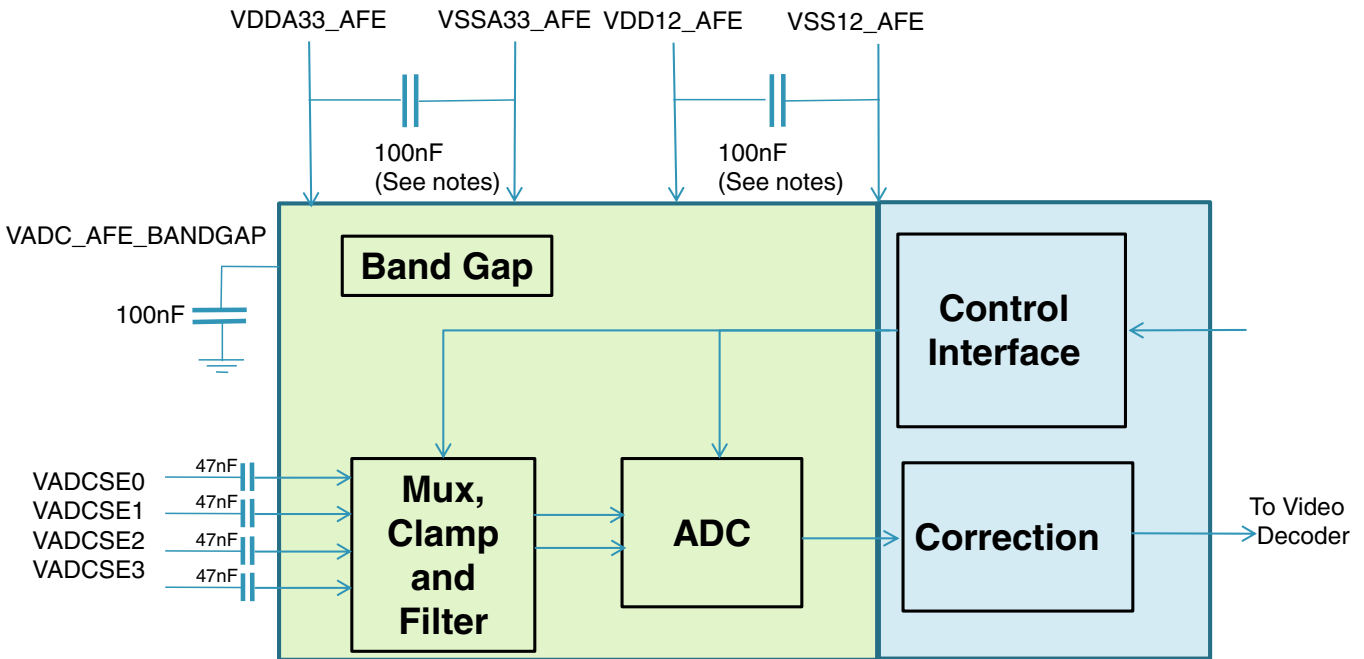 VDDA33_AFE
VSSA33_AFE
VDD12_AFE
VSS12_AFE
100nF
(See notes)
100nF
(See notes)
VADC_AFE_BANDGAP
100nF
Band Gap
Control
Interface
VADCSE0
VADCSE1
VADCSE2
VADCSE3
47nF
47nF
47nF
47nF
Mux,
Clamp
and
Filter
ADC
Correction
To Video
Decoder